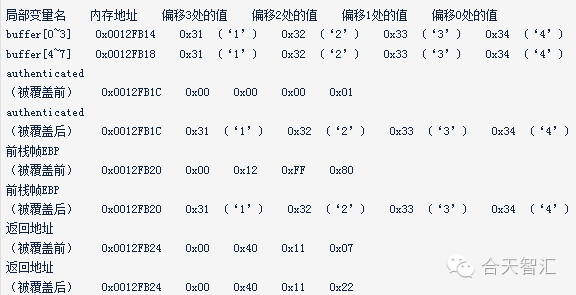 局部变量名 内存地址 偏移3处的值 偏移2处的值 偏移1处的值 偏移0处的值
buffer[0~3] 0x0012FB14 0x31 (‘1’) 0x32 (‘2’) 0x33 (‘3’) 0x34 (‘4’)
buffer[4~7] 0x0012FB18 0x31 (‘1’) 0x32 (‘2’) 0x33 (‘3’) 0x34 (‘4’)
authenticated
(被覆盖前) 0x0012FB1C 0x00 0x00 0x00 0x01
authenticated
(被覆盖后) 0x0012FB1C 0x31 (‘1’) 0x32 (‘2’) 0x33 (‘3’) 0x34 (‘4’)
前栈帧EBP
(被覆盖前) 0x0012FB20 0x00 0x12 0xFF 0x80
前栈帧EBP
(被覆盖后) 0x0012FB20 0x31 (‘1’) 0x32 (‘2’) 0x33 (‘3’) 0x34 (‘4’)
返回地址
(被覆盖前) 0x0012FB24 0x00 0x40 0x11 0x07
返回地址
(被覆盖后) 0x0012FB24 0x00 0x40 0x11 0x22
合天智汇